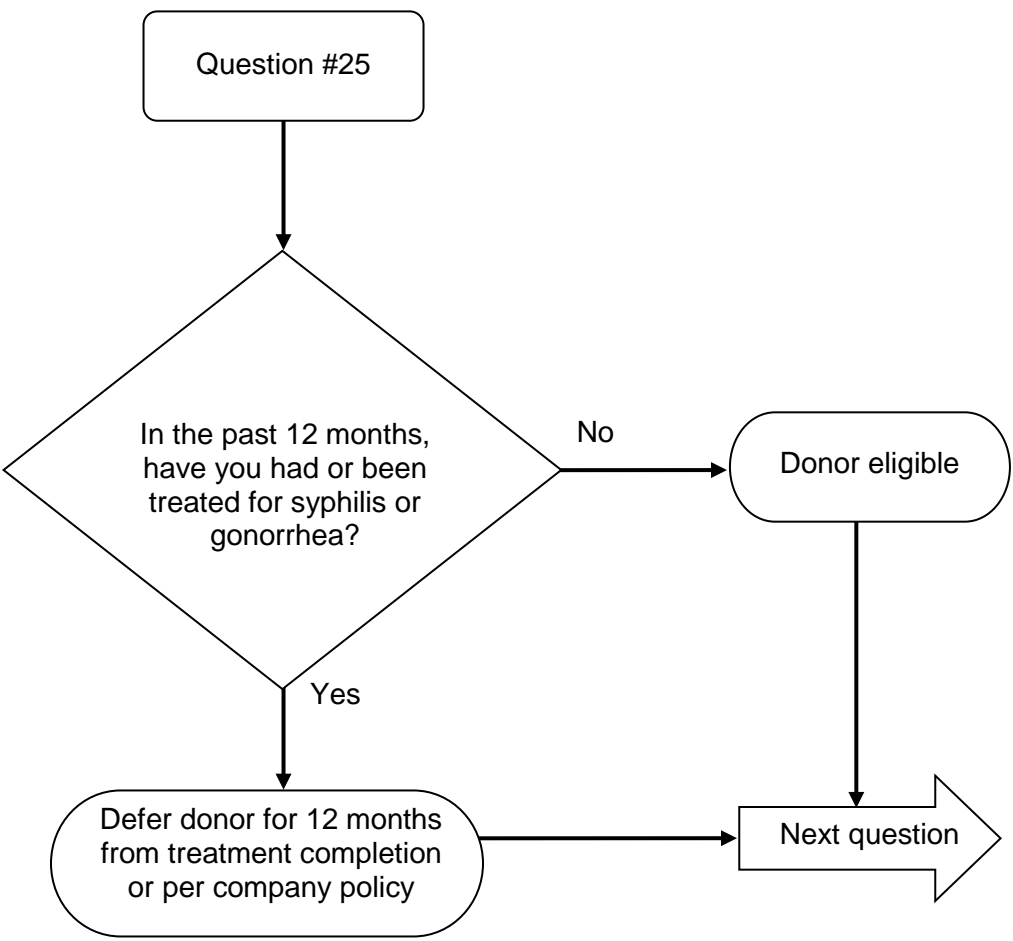 Question #25
In the past 12 months,
have you had or been
treated for syphilis or
gonorrhea?
No
Donor eligible
Yes
Defer donor for 12 months
from treatment completion
or per company policy
Next question